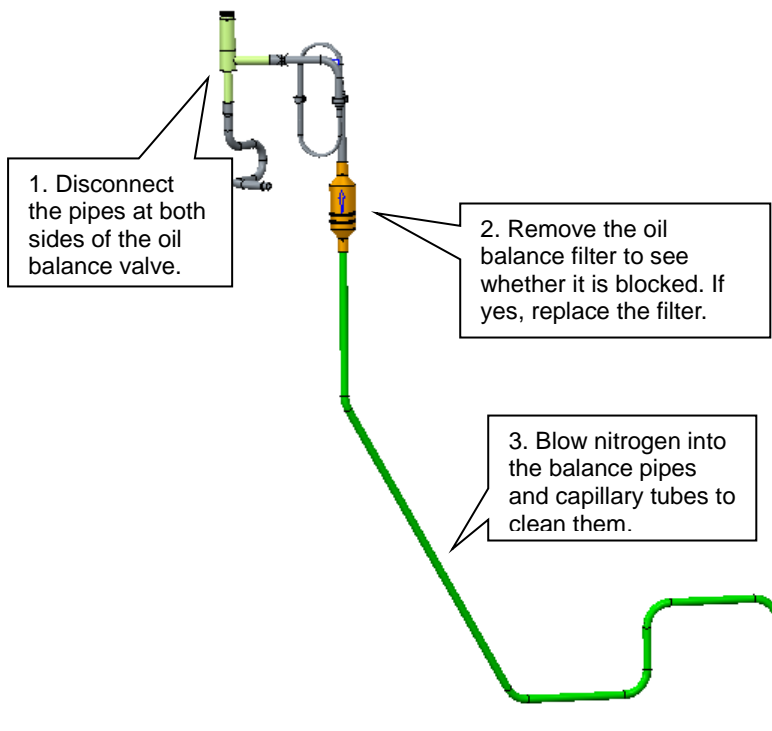 1. Disconnect
the pipes at both
sides of the oil
balance valve.
2. Remove the oil
balance filter to see
whether it is blocked. If
yes, replace the filter.
3. Blow nitrogen into
the balance pipes
and capillary tubes to
clean them.